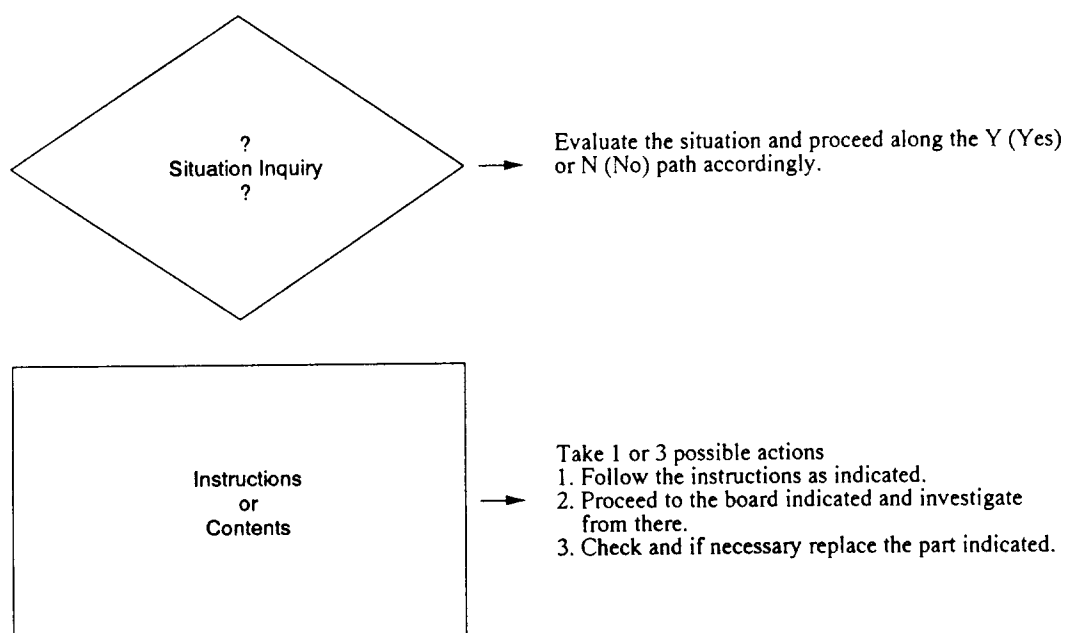 ?
Situation Inquiry
?
Evaluate the situation and proceed along the Y (Yes)
or N (No) path accordingly.
Instructions
or
Contents
Take 1 or 3 possible actions
1. Follow the instructions as indicated.
2. Proceed to the board indicated and investigate
from there.
3. Check and if necessary replace the part indicated.